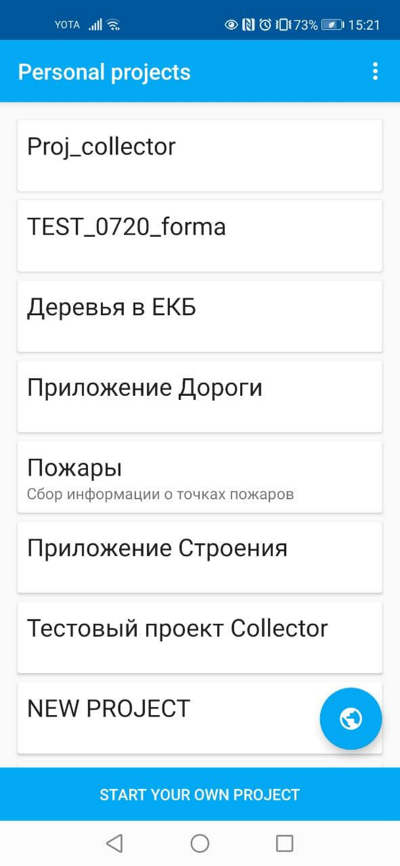 YOTA 73% 15:21
Personal projects
Proj_collector
TEST_0720_forma
Деревья в ЕКБ
Приложение Дороги
Пожары
Сбор информации о точках пожаров
Приложение Строения
Тестовый проект Collector
NEW PROJECT
START YOUR OWN PROJECT